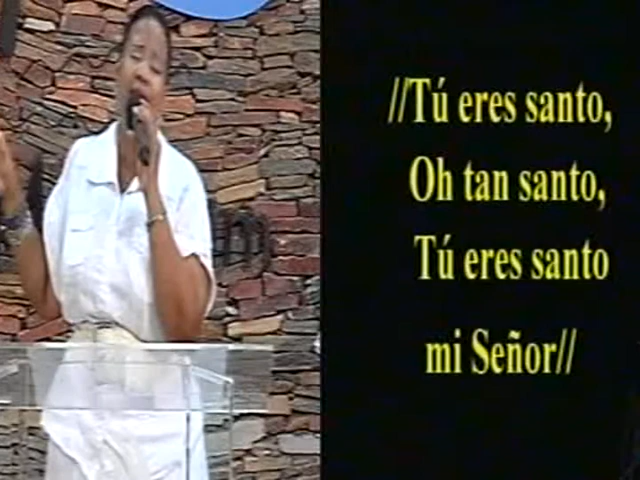 //Tú eres santo,
Oh tan santo,
Tú eres santo
mi Señor//